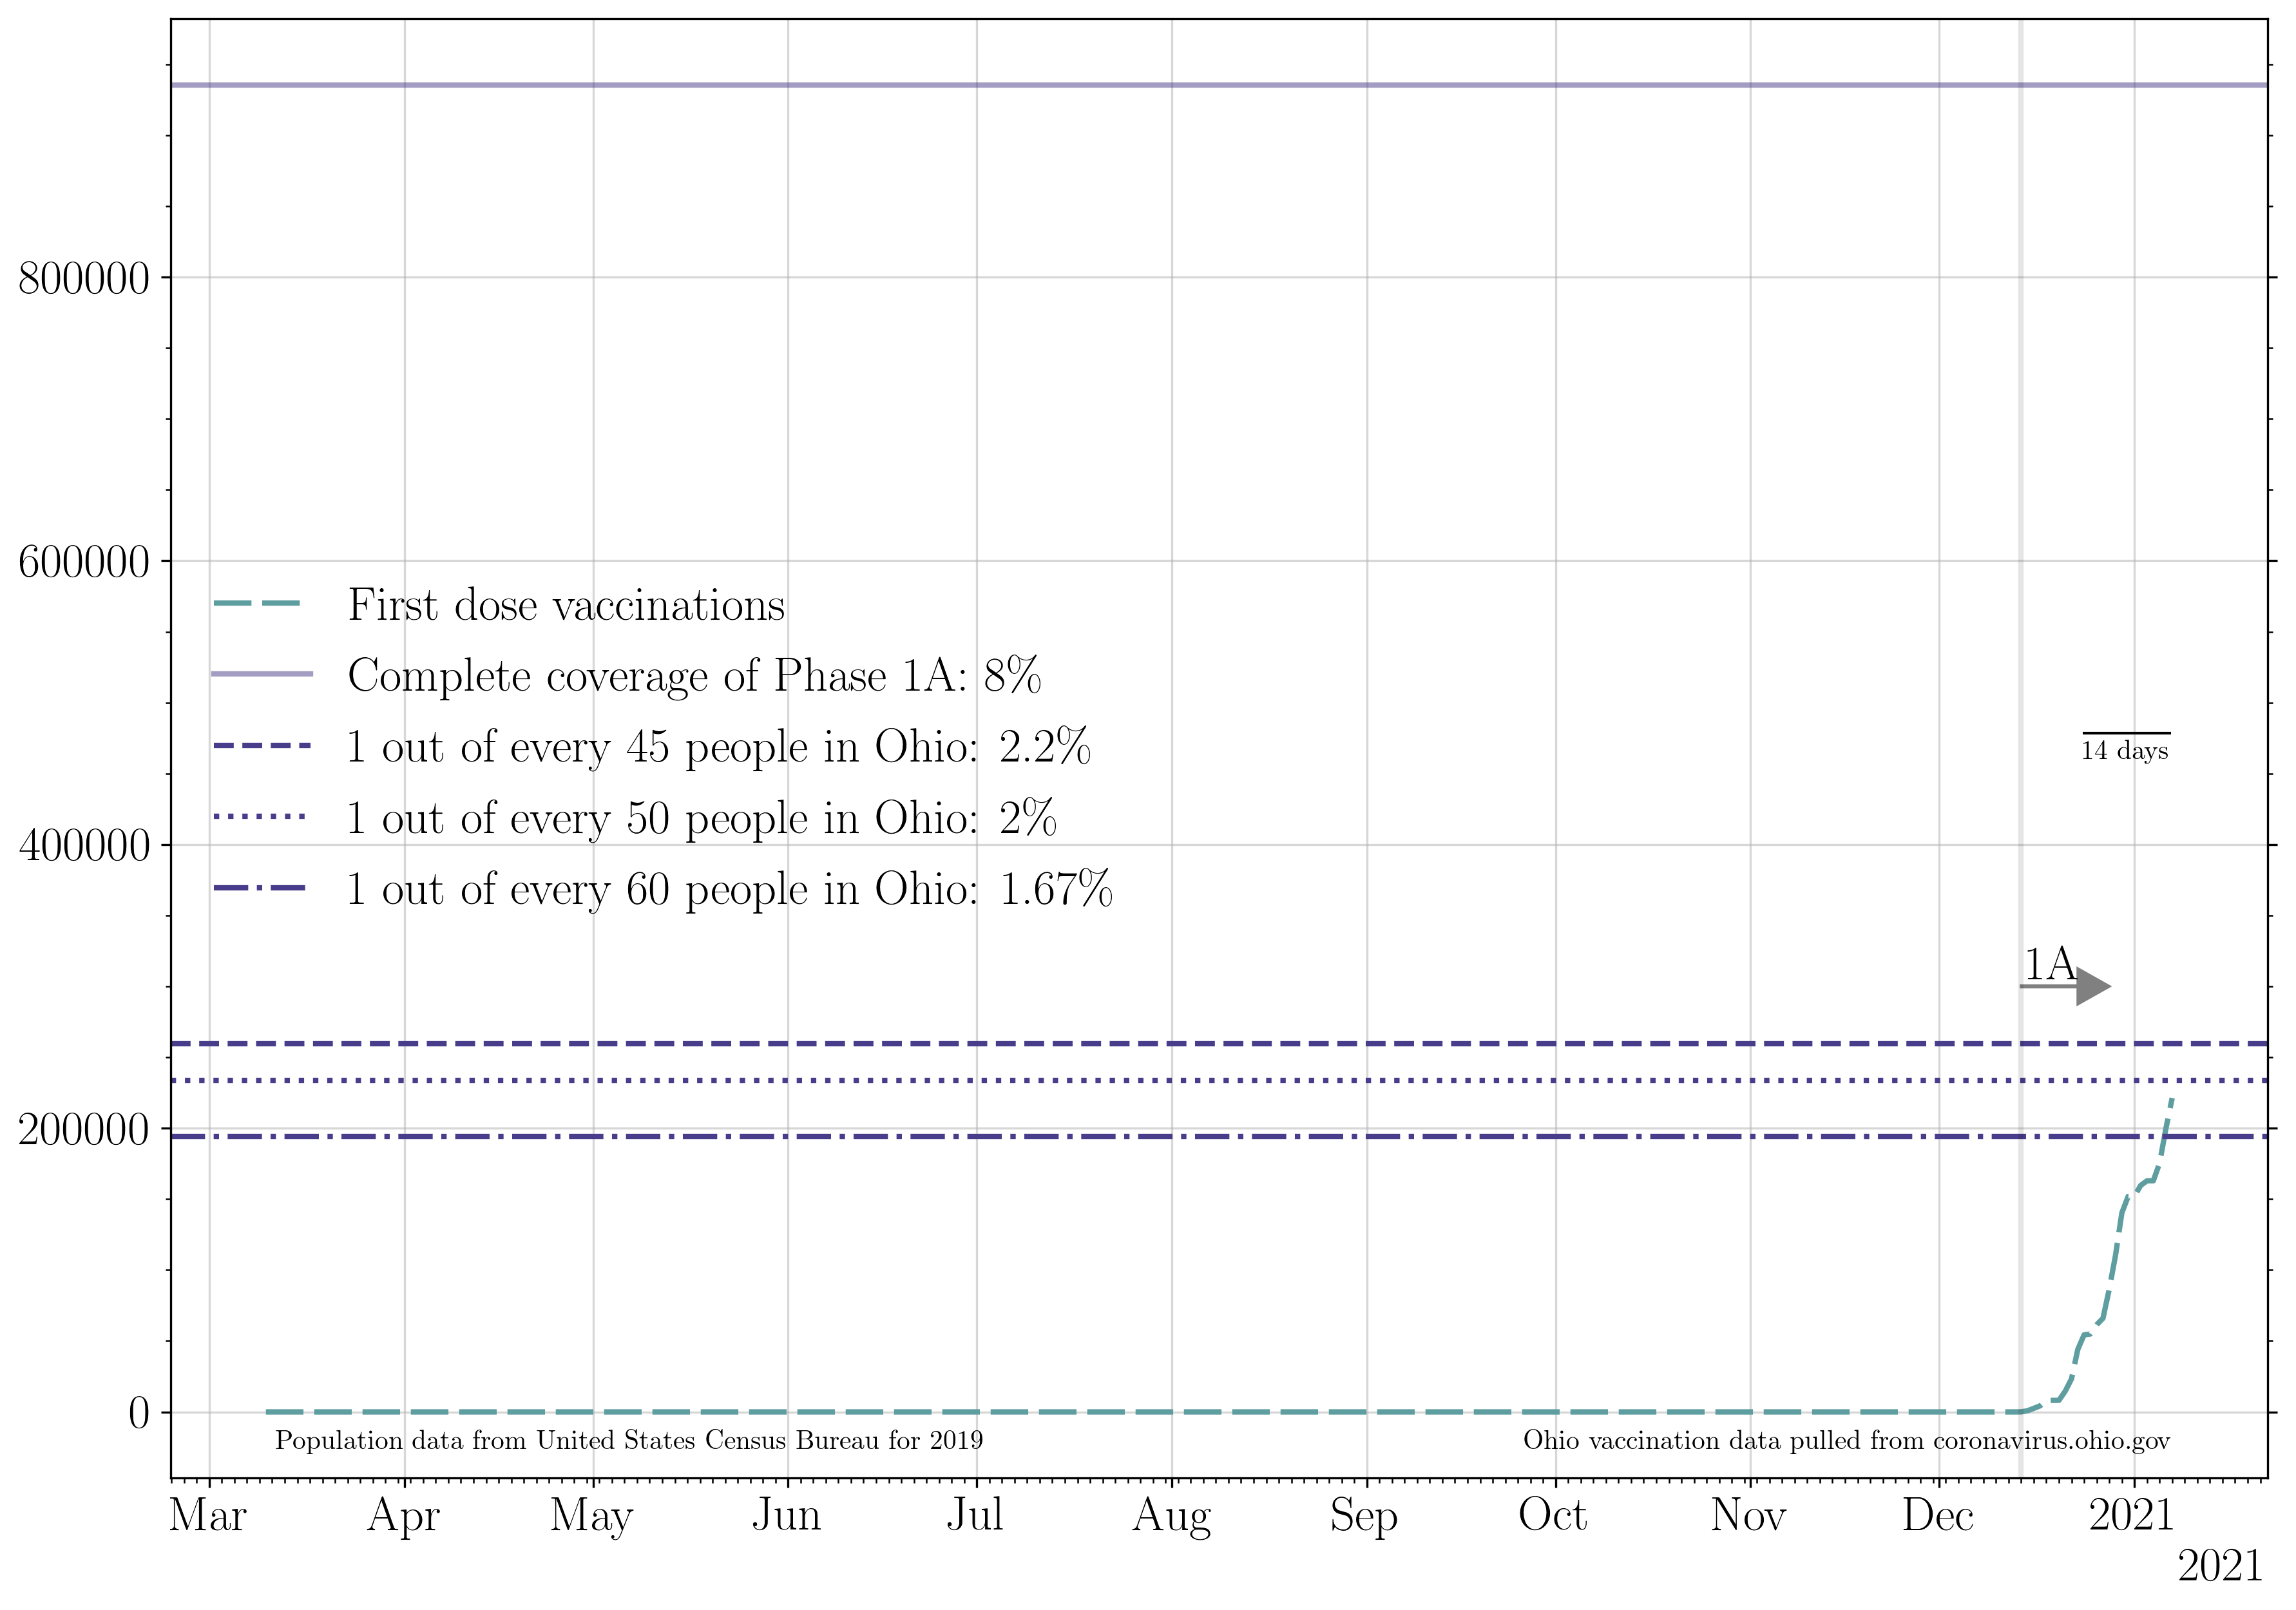 800000
600000
First dose vaccinations
Complete coverage of Phase 1A: 8%
1 out of every 45 people in Ohio: 2.2%
14 days
1 out of every 50 people in Ohio: 2%
400000
1 out of every 60 people in Ohio: 1.67%
1A
200000
0
Population data from United States Census Bureau for 2019
Ohio vaccination data pulled from coronavirus.ohio.gov
Mar Apr May Jun Jul Aug Sep Oct Nov Dec 2021
2021